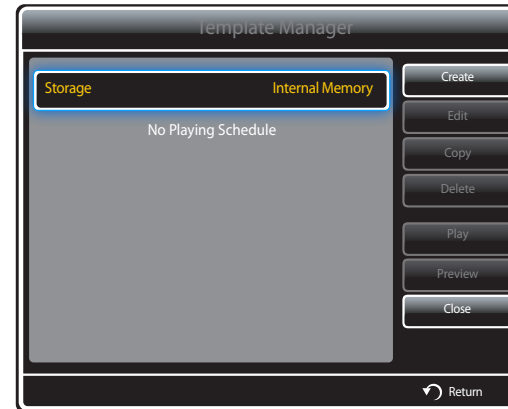 Template Manager
Storage Internal Memory
No Playing Schedule
Create
Edit
Copy
Delete
Play
Preview
Close
Return